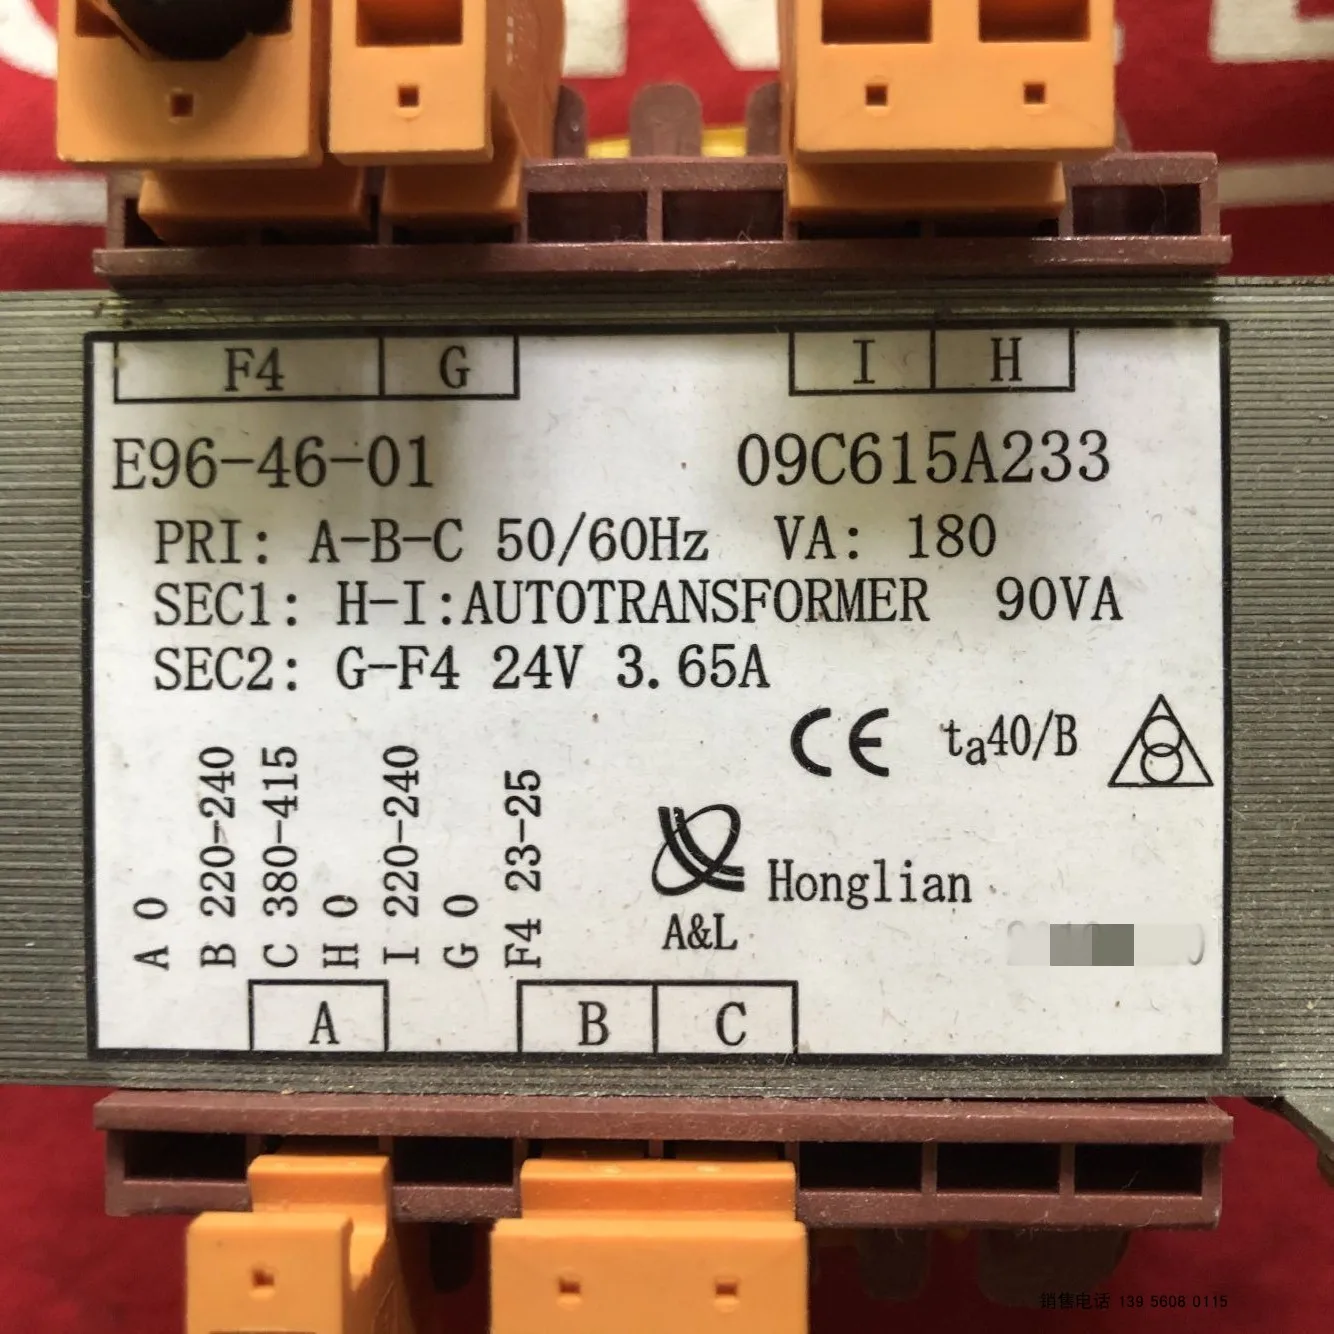 F4 G I H
E96-46-01 09C615A233
PRI: A-B-C 50/60Hz VA: 180
SEC1: H-I:AUTOTRANSFORMER 90VA
SEC2: G-F4 24V 3.65A
CE ta40/B
A 0
B 220-240
C 380-415
H 0
I 220-240
G 0
F4 23-25
Honglian
A&L
A B C
销售电话 139 5608 0115